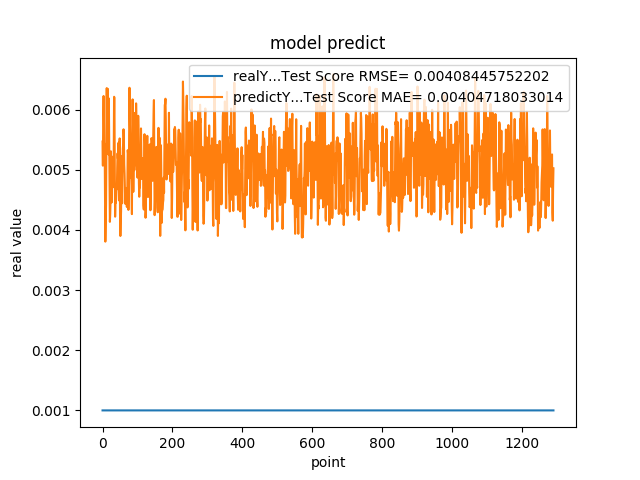 model predict
realY...Test Score RMSE= 0.00408445752202
predictY...Test Score MAE= 0.00404718033014
0.006
0.005
0.004
0.003
0.002
0.001
real value
0 200 400 600 800 1000 1200
point